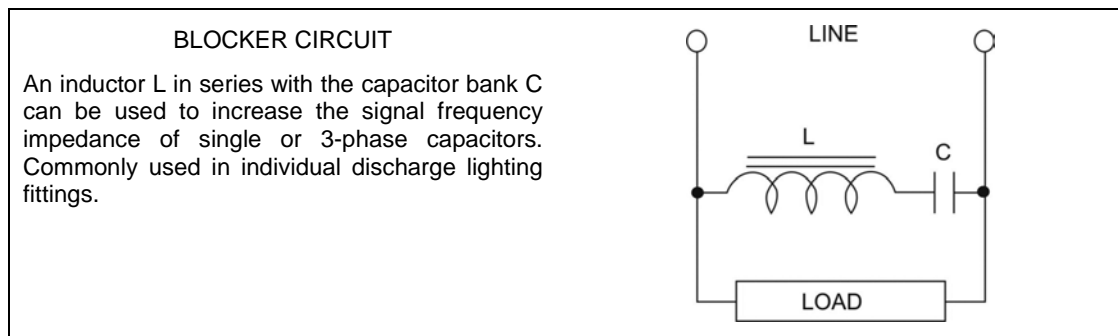 BLOCKER CIRCUIT
An inductor L in series with the capacitor bank C
can be used to increase the signal frequency
impedance of single or 3-phase capacitors.
Commonly used in individual discharge lighting
fittings.
LINE
L
C
LOAD